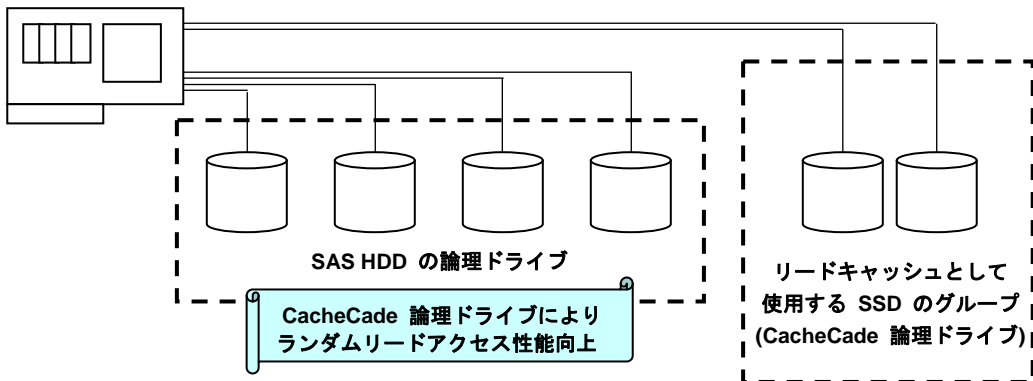 SAS HDD の論理ドライブ
CacheCade 論理ドライブにより
ランダムリードアクセス性能向上
リードキャッシュとして
使用する SSD のグループ
(CacheCade 論理ドライブ)